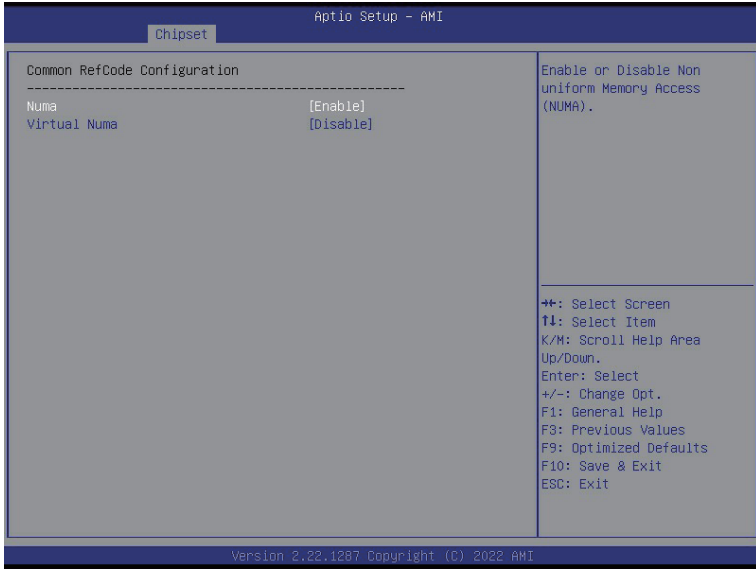 Aptio Setup – AMI
Chipset
Common RefCode Configuration
--------------------------------------------------
Numa [Enable]
Virtual Numa [Disable]
Enable or Disable Non
uniform Memory Access
(NUMA).
→←: Select Screen
↑↓: Select Item
K/M: Scroll Help Area
Up/Down.
Enter: Select
+/-: Change Opt.
F1: General Help
F3: Previous Values
F9: Optimized Defaults
F10: Save & Exit
ESC: Exit
Version 2.22.1287 Copyright (C) 2022 AMI